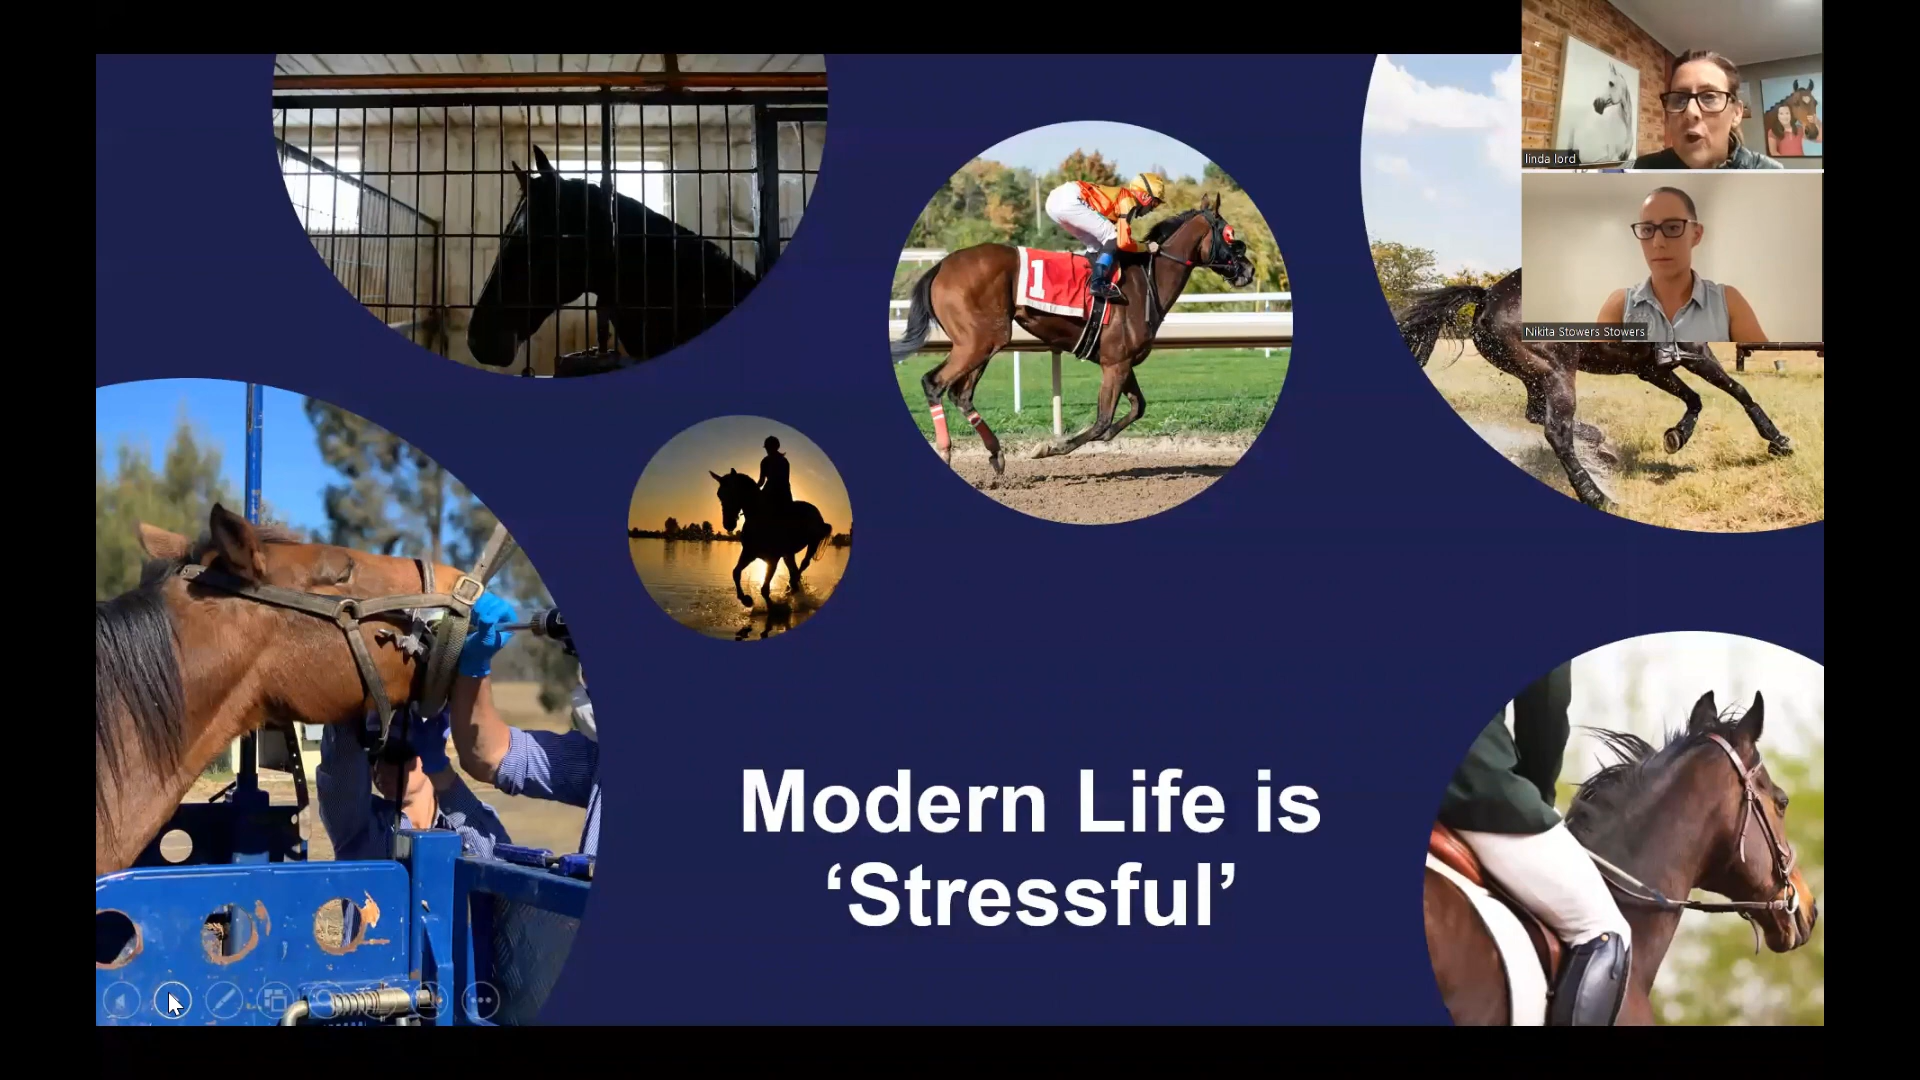 linda lord
1
Nikita Stowers Stowers
Modern Life is
‘Stressful’